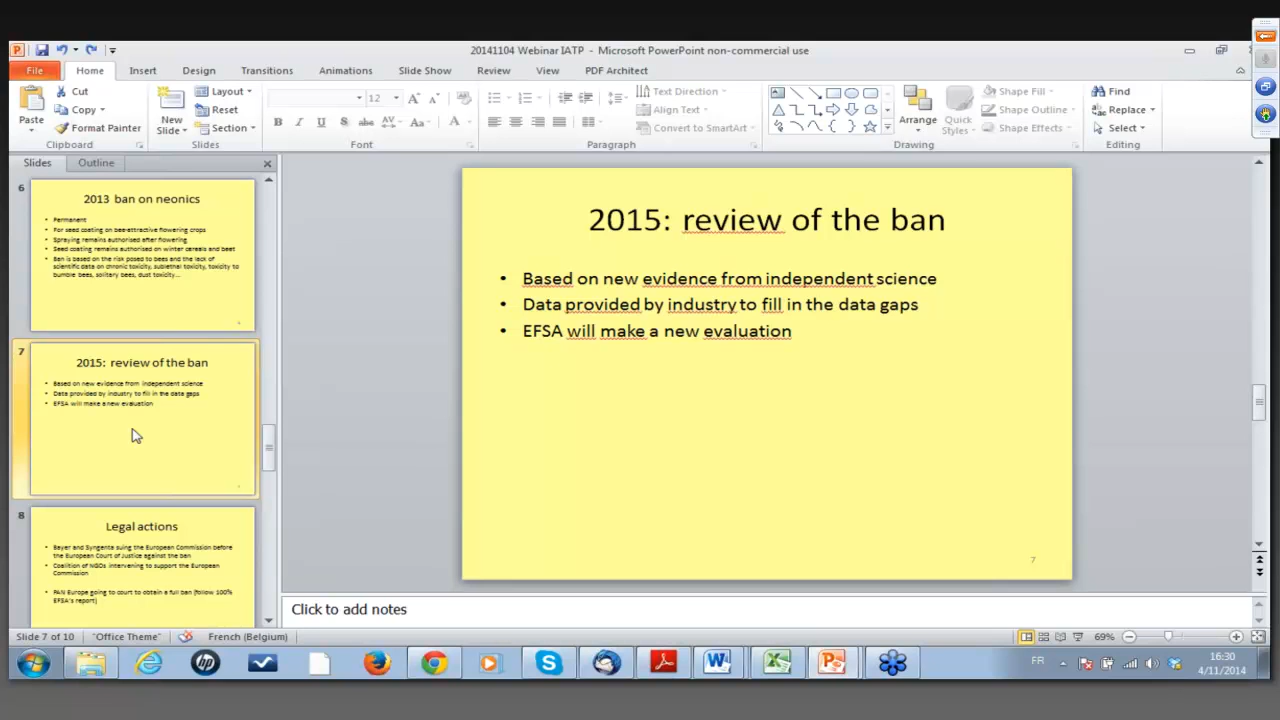 20141104 Webinar IATP - Microsoft PowerPoint non-commercial use
File Home Insert Design Transitions Animations Slide Show Review View PDF Architect
Paste
Cut
Copy
Format Painter
Clipboard
New
Slide
Layout
Reset
Section
Slides
12
B I U S abc AV Aa A
Font
Text Direction
Align Text
Convert to SmartArt
Paragraph
Arrange
Quick
Styles
Shape Fill
Shape Outline
Shape Effects
Drawing
Find
Replace
Select
Editing
Slides Outline
6
2013 ban on neonics
• Permanent
• For seed coating on bee-attractive flowering crops
• Spraying remains authorised after flowering
• Seed coating remains authorised on winter cereals and beet
• Ban is based on the risk posed to bees and the lack of
scientific data on chronic toxicity, sublethal toxicity, toxicity to
bumble bees, solitary bees, dust toxicity...
7
2015: review of the ban
• Based on new evidence from independent science
• Data provided by industry to fill in the data gaps
• EFSA will make a new evaluation
8
Legal actions
• Bayer and Syngenta suing the European Commission before
the European Court of Justice against the ban
• Coalition of NGOs intervening to support the European
Commission
• PAN Europe going to court to obtain a full ban (follow 100%
EFSA's report)
2015: review of the ban
• Based on new evidence from independent science
• Data provided by industry to fill in the data gaps
• EFSA will make a new evaluation
7
Click to add notes
Slide 7 of 10 "Office Theme" French (Belgium) 69%
FR 16:30
4/11/2014